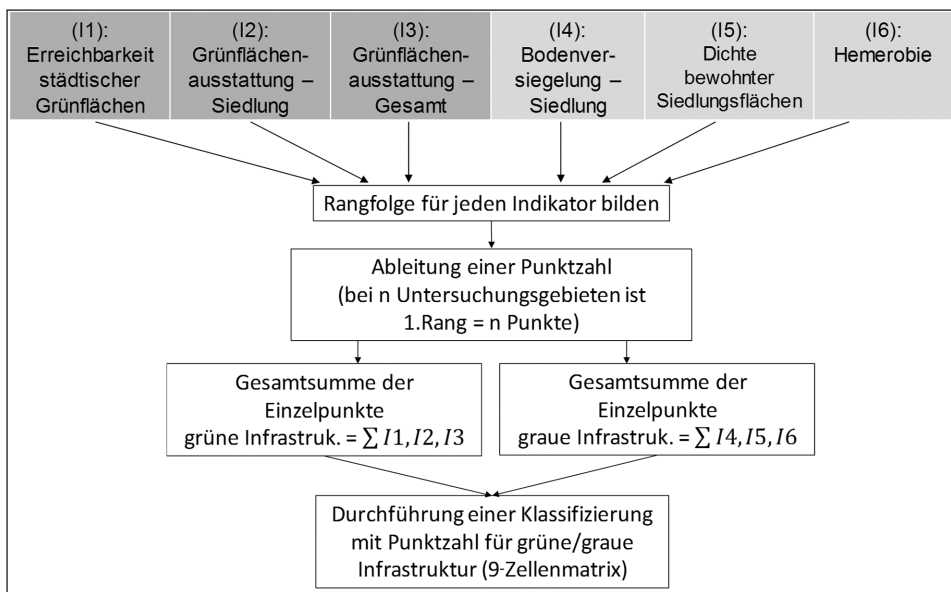 (I1):
Erreichbarkeit
städtischer
Grünflächen
(I2):
Grünflächen-
ausstattung –
Siedlung
(I3):
Grünflächen-
ausstattung –
Gesamt
(I4):
Bodenver-
siegelung –
Siedlung
(I5):
Dichte
bewohnter
Siedlungsflächen
(I6):
Hemerobie
Rangfolge für jeden Indikator bilden
Ableitung einer Punktzahl
(bei n Untersuchungsgebieten ist
1.Rang = n Punkte)
Gesamtsumme der
Einzelpunkte
grüne Infrastruk. = ∑ I1, I2, I3
Gesamtsumme der
Einzelpunkte
graue Infrastruk. = ∑ I4, I5, I6
Durchführung einer Klassifizierung
mit Punktzahl für grüne/graue
Infrastruktur (9-Zellenmatrix)